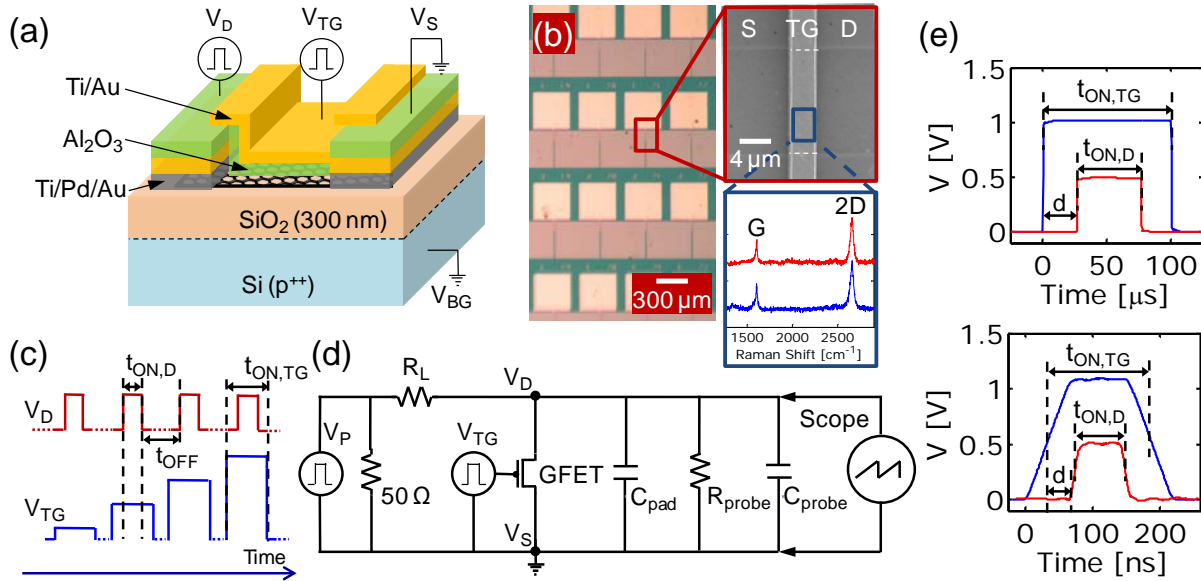 (a)
V_D
V_TG
V_S
Ti/Au
Al₂O₃
Ti/Pd/Au
SiO₂ (300 nm)
Si (p⁺⁺)
V_BG
(b)
300 µm
S TG D
4 µm
G
2D
1500 2000 2500
Raman Shift [cm⁻¹]
(c)
t_ON,D
t_ON,TG
V_D
t_OFF
V_TG
Time
(d)
R_L
V_D
V_P
50 Ω
V_TG
GFET
V_S
C_pad
R_probe
C_probe
Scope
(e)
1.5
1
0.5
0
V [V]
t_ON,TG
t_ON,D
d
0 50 100
Time [µs]
1.5
1
0.5
0
V [V]
t_ON,TG
t_ON,D
d
0 100 200
Time [ns]